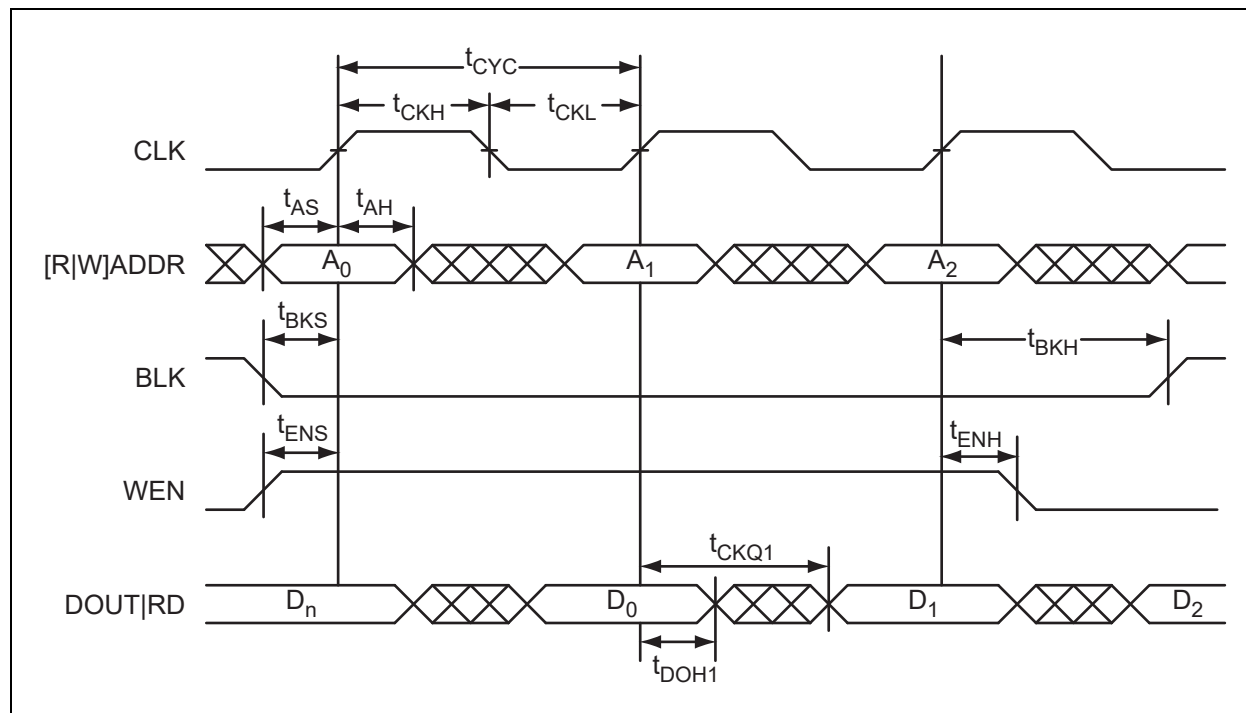 tCYC
tCKH tCKL
CLK
tAS tAH
[R|W]ADDR A0 A1 A2
tBKS tBKH
BLK
tENS tENH
WEN
tCKQ1
DOUT|RD Dn D0 D1 D2
tDOH1